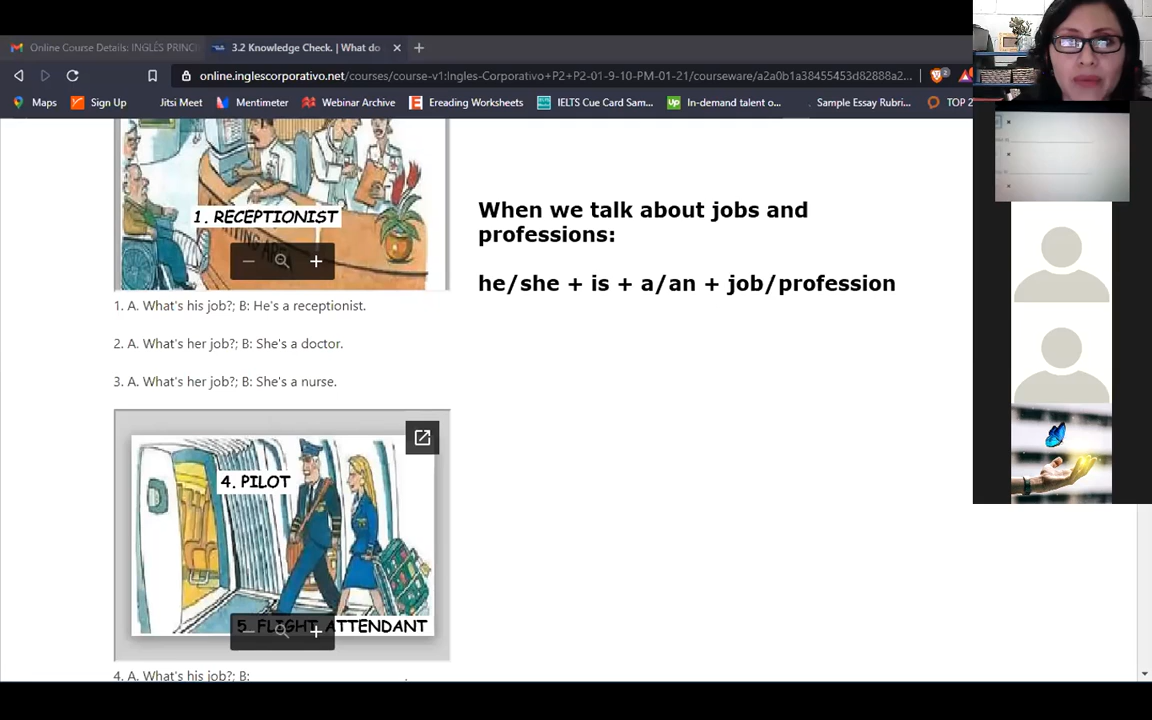 Online Course Details: INGLÉS PRINC
3.2 Knowledge Check. | What do
online.inglescorporativo.net/courses/course-v1:Ingles-Corporativo+P2+P2-01-9-10-PM-01-21/courseware/a2a0b1a38455453d82888a2...
2
Maps
Sign Up
Jitsi Meet
Mentimeter
Webinar Archive
Ereading Worksheets
IELTS Cue Card Sam...
In-demand talent o...
Sample Essay Rubri...
TOP 2
1. RECEPTIONIST
When we talk about jobs and
professions:
he/she + is + a/an + job/profession
1. A. What's his job?; B: He's a receptionist.
2. A. What's her job?; B: She's a doctor.
3. A. What's her job?; B: She's a nurse.
4. PILOT
5. FLIGHT ATTENDANT
4. A. What's his job?; B: